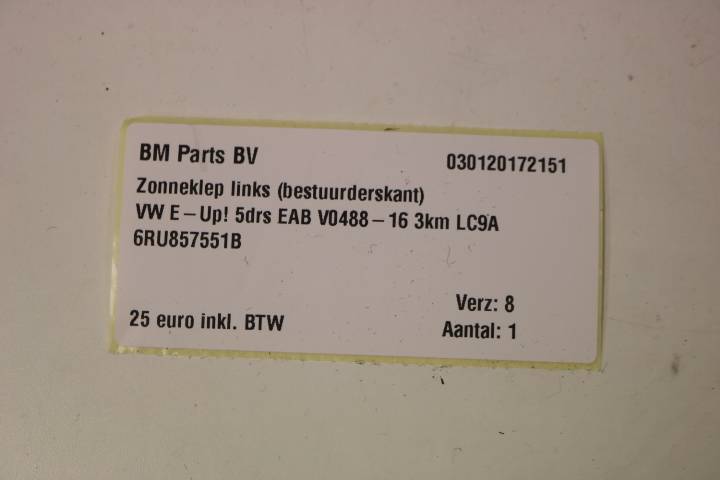 BM Parts BV 030120172151
Zonneklep links (bestuurderskant)
VW E-Up! 5drs EAB V0488-16 3km LC9A
6RU857551B
Verz: 8
25 euro inkl. BTW Aantal: 1